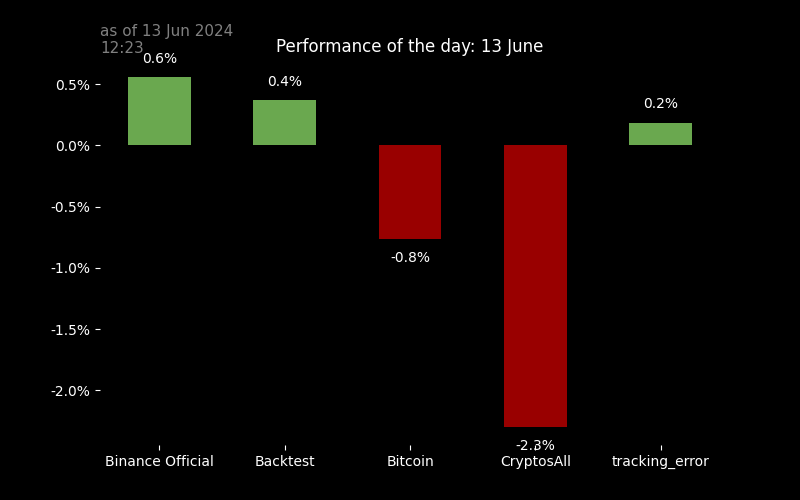 as of 13 Jun 2024
12:23
Performance of the day: 13 June
0.6%
0.4%
0.2%
-0.8%
-2.3%
0.5%
0.0%
-0.5%
-1.0%
-1.5%
-2.0%
Binance Official
Backtest
Bitcoin
CryptosAll
tracking_error